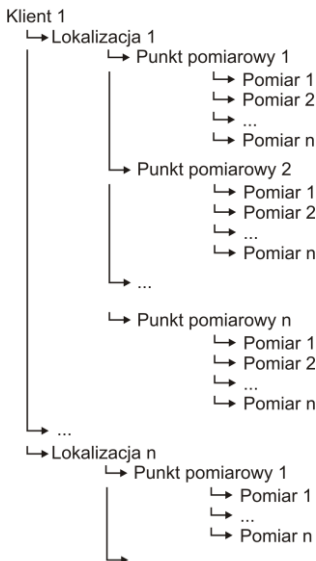 Klient 1
Lokalizacja 1
Punkt pomiarowy 1
Pomiar 1
Pomiar 2
...
Pomiar n
Punkt pomiarowy 2
Pomiar 1
Pomiar 2
...
Pomiar n
...
Punkt pomiarowy n
Pomiar 1
Pomiar 2
...
Pomiar n
...
Lokalizacja n
Punkt pomiarowy 1
Pomiar 1
...
Pomiar n